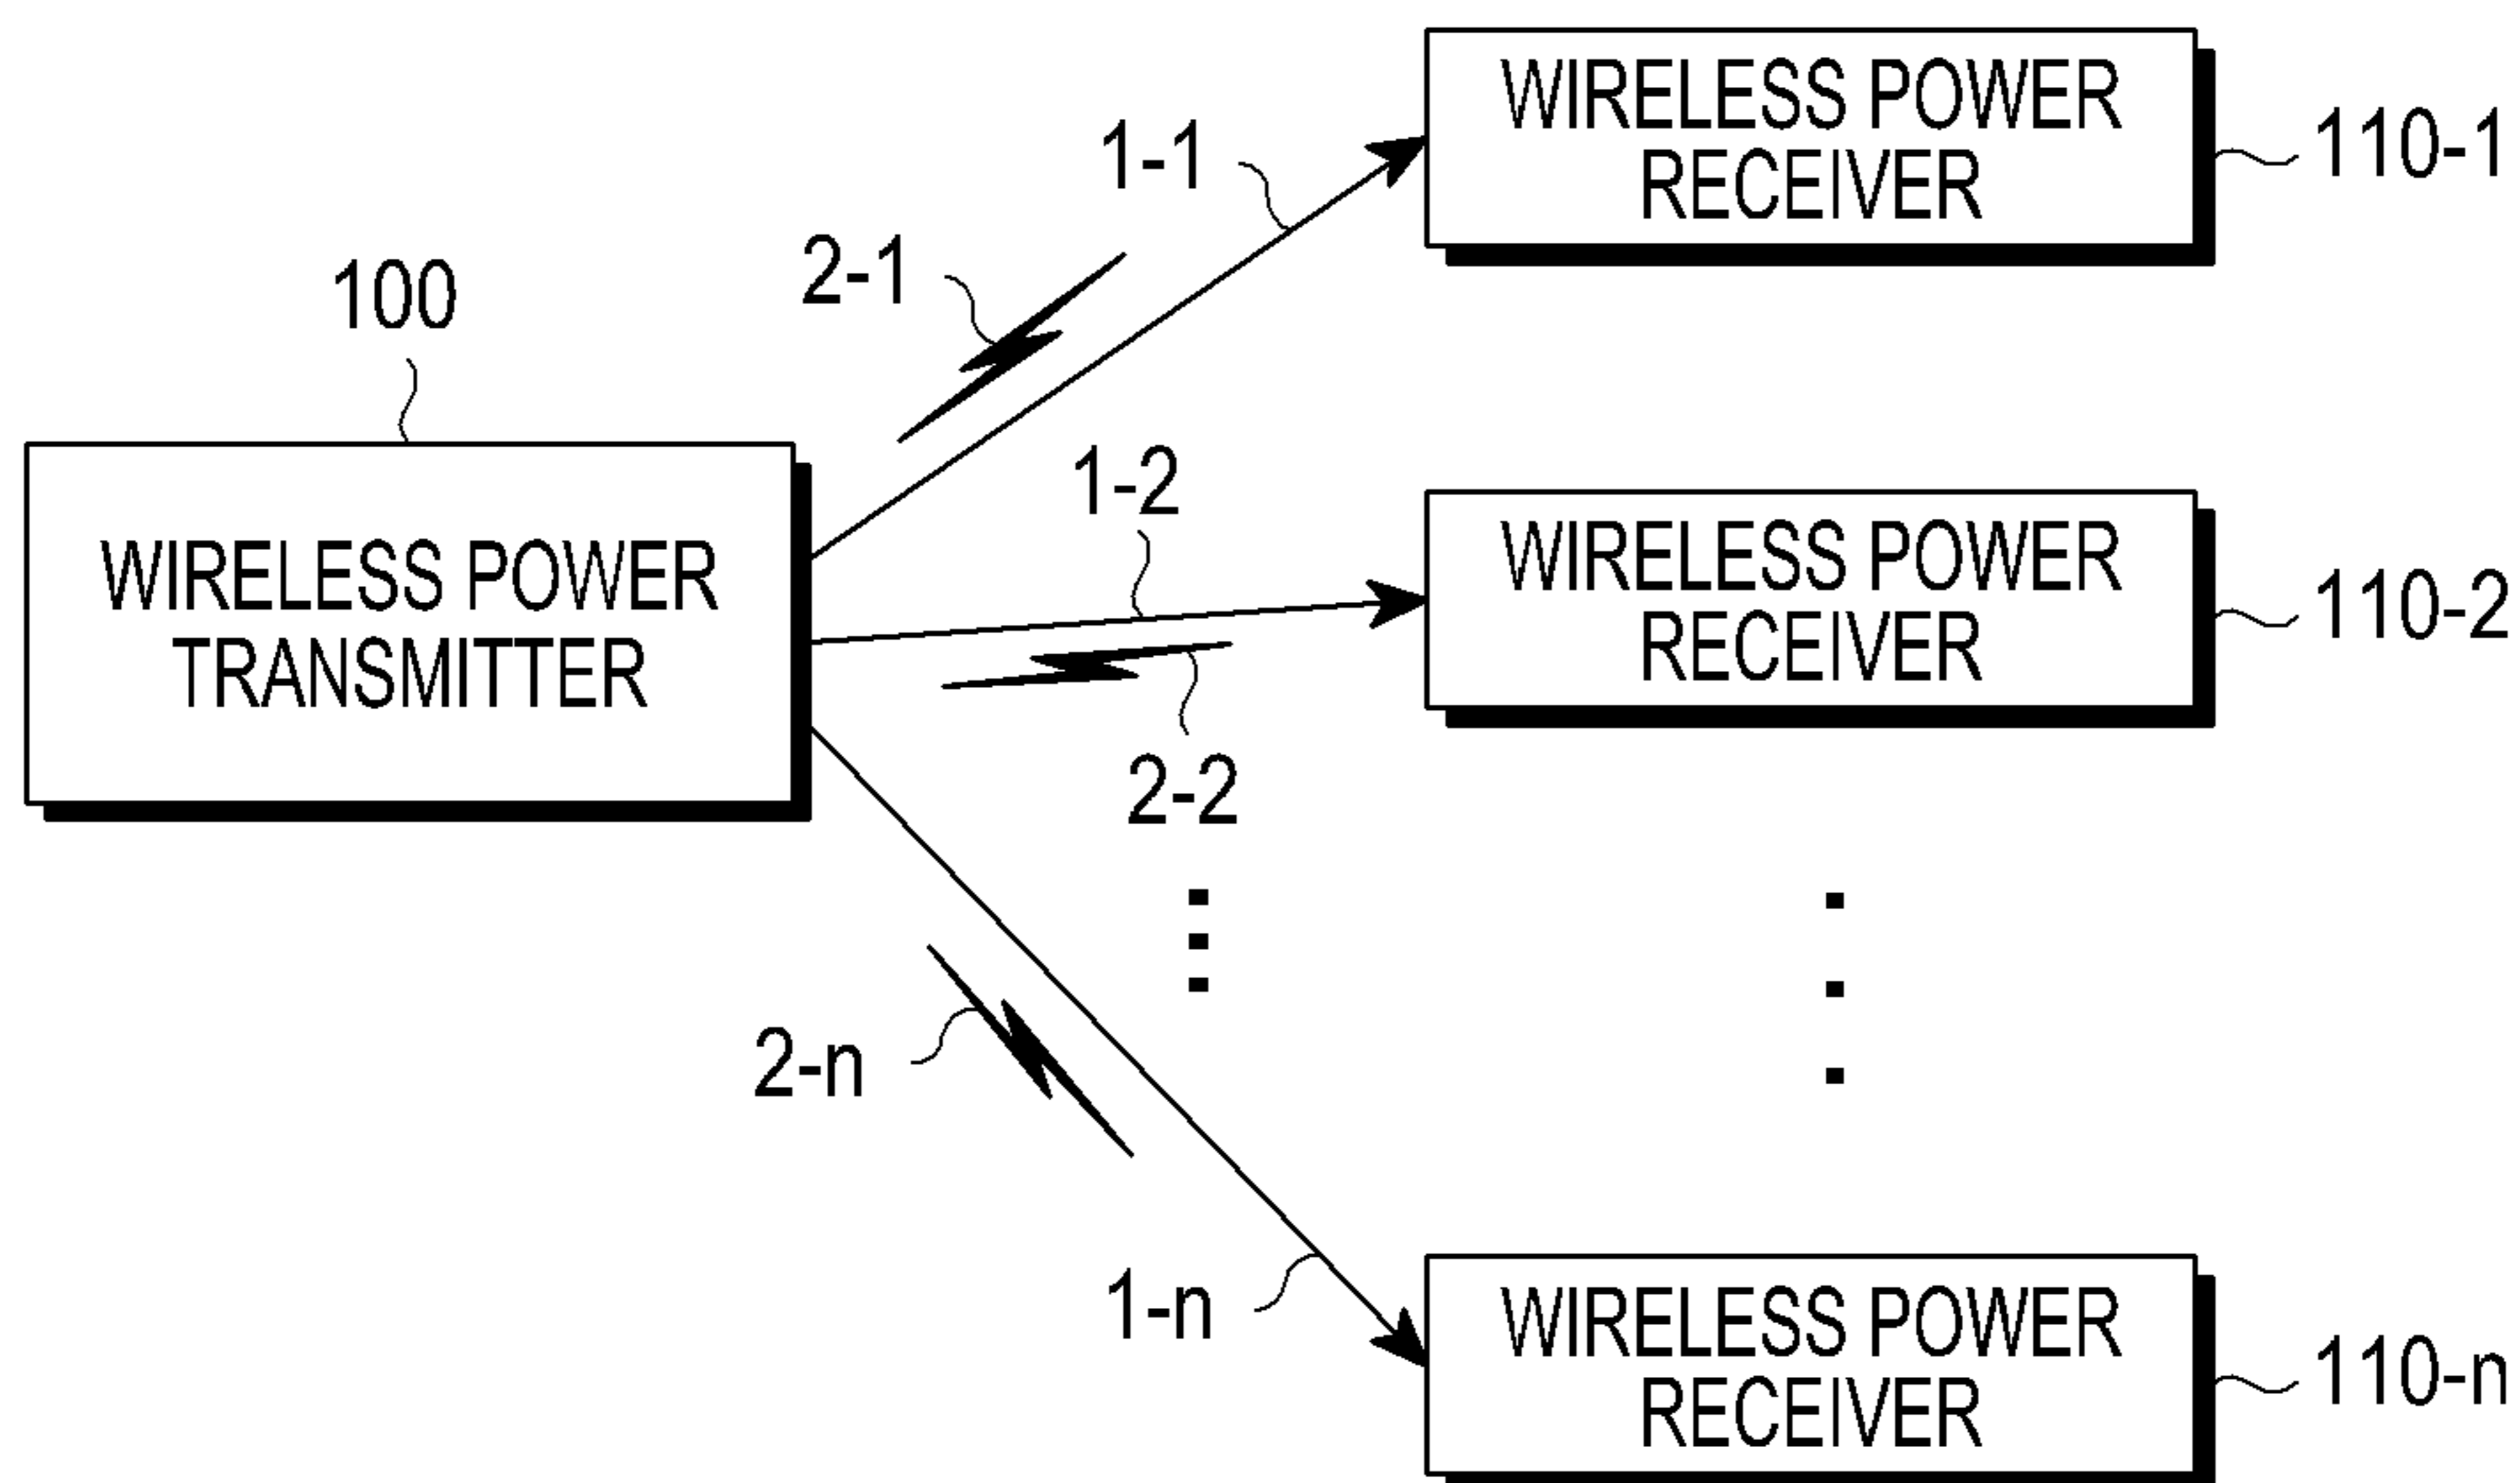 WIRELESS POWER
RECEIVER
110-1
1-1
2-1
100
WIRELESS POWER
TRANSMITTER
1-2
WIRELESS POWER
RECEIVER
110-2
2-2
2-n
1-n
WIRELESS POWER
RECEIVER
110-n